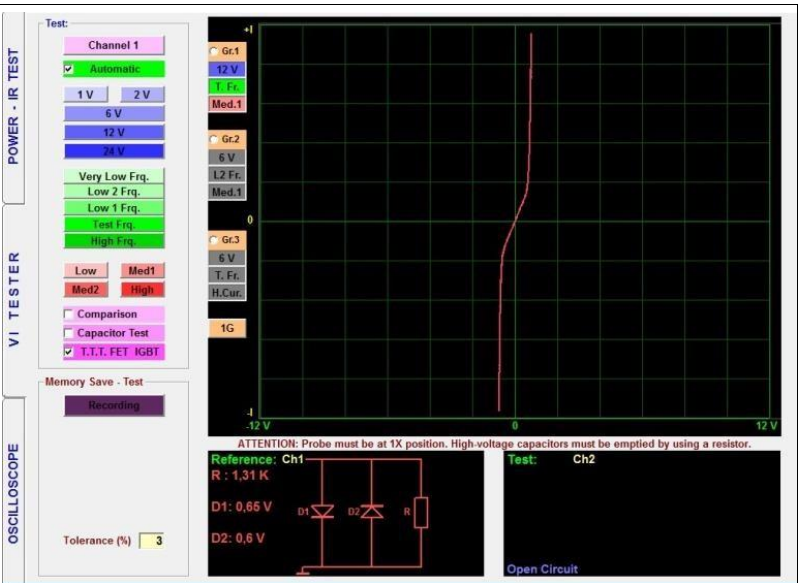 POWER - IR TEST
VI TESTER
OSCILLOSCOPE
Test:
Channel 1
Automatic
1 V
2 V
6 V
12 V
24 V
Very Low Frq.
Low 2 Frq.
Low 1 Frq.
Test Frq.
High Frq.
Low
Med1
Med2
High
Comparison
Capacitor Test
T.T.T. FET IGBT
Memory Save - Test
Recording
Tolerance (%) 3
Gr.1
12 V
T. Fr.
Med.1
Gr.2
6 V
L2 Fr.
Med.1
Gr.3
6 V
T. Fr.
H.Cur.
1G
+I
0
-I
-12 V
0
12 V
ATTENTION: Probe must be at 1X position. High-voltage capacitors must be emptied by using a resistor.
Reference: Ch1
R : 1,31 K
D1: 0,65 V
D2: 0,6 V
D1
D2
R
Test: Ch2
Open Circuit